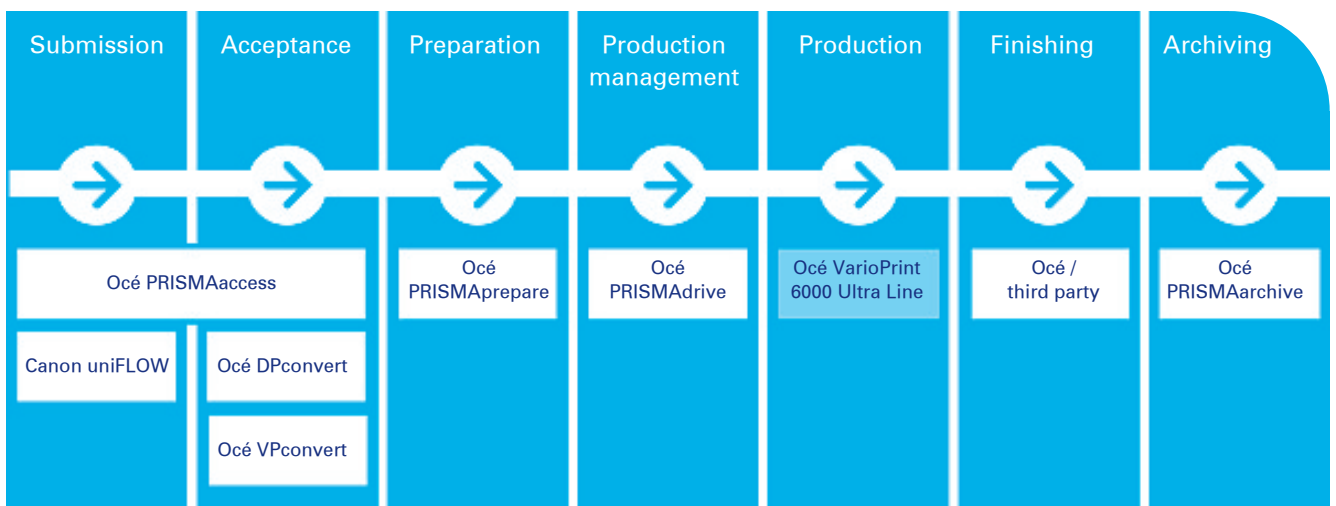 Submission
Acceptance
Preparation
Production
management
Production
Finishing
Archiving
Océ PRISMAaccess
Océ
PRISMAprepare
Océ
PRISMAdrive
Océ VarioPrint
6000 Ultra Line
Océ /
third party
Océ
PRISMAarchive
Canon uniFLOW
Océ DPconvert
Océ VPconvert